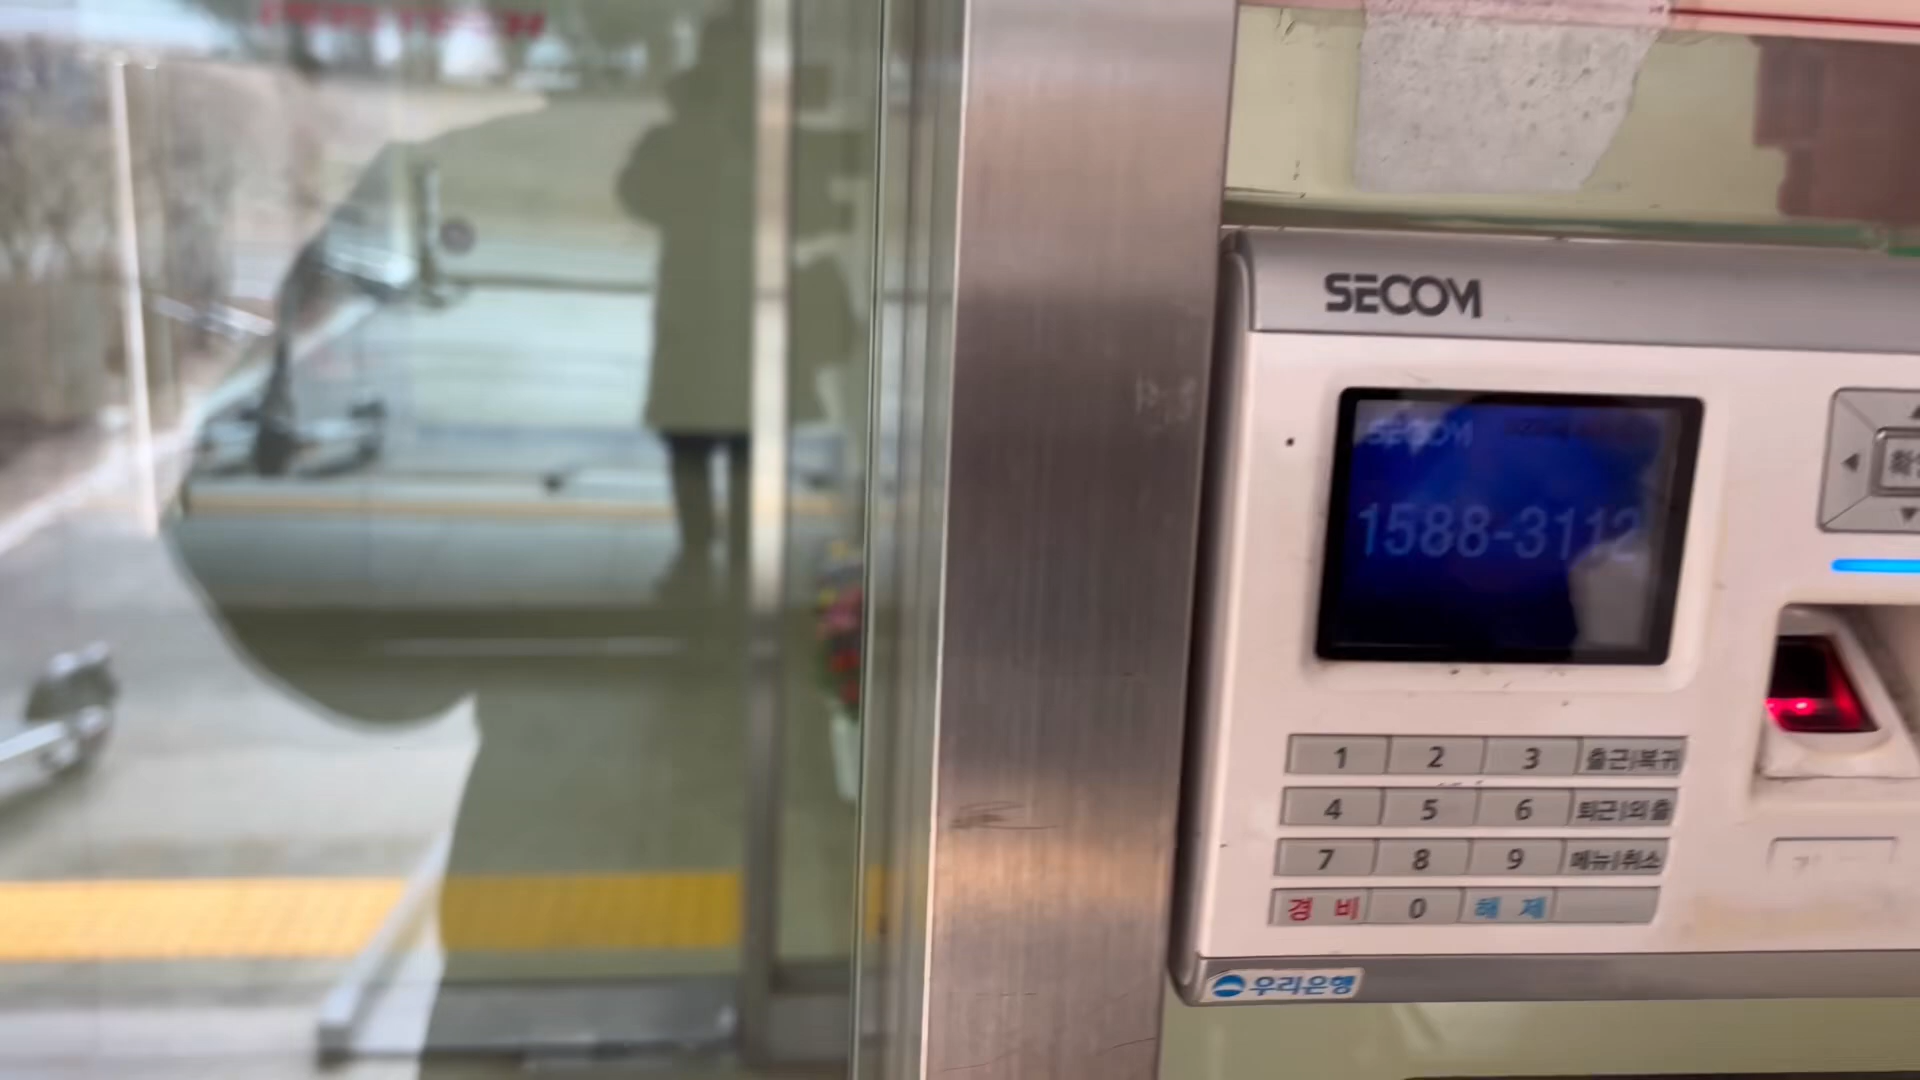 SECOM
SECOM
1588-3112
1 2 3 출근|복귀
4 5 6 퇴근|외출
7 8 9 메뉴|취소
경 비 0 해 제
우리은행